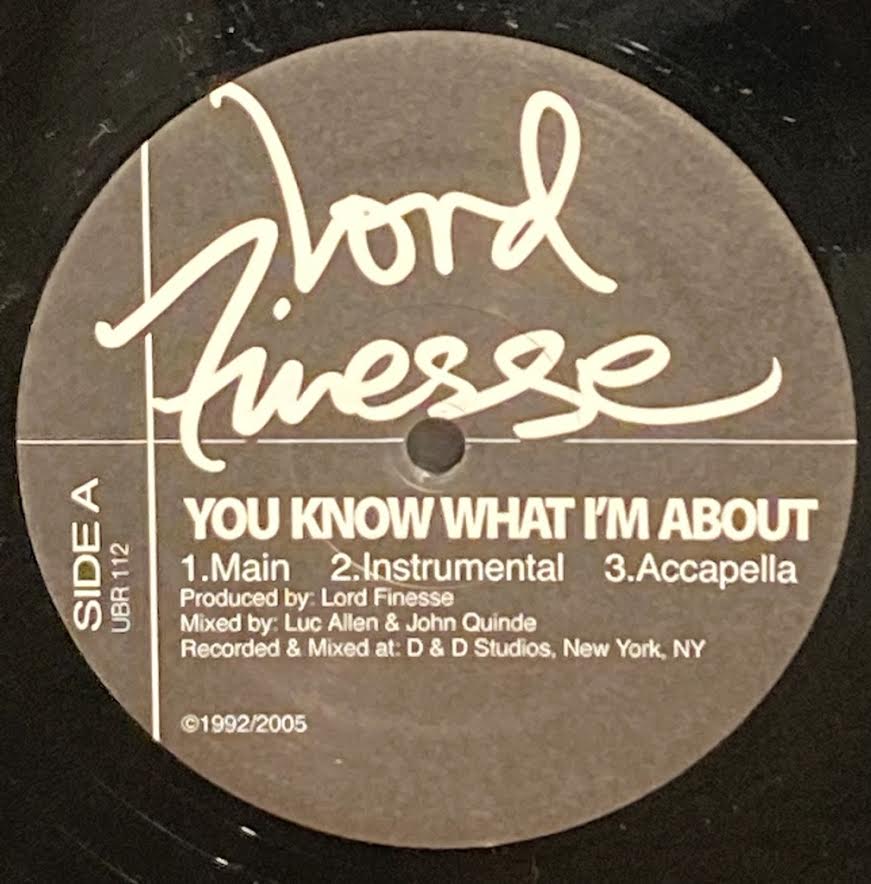 Lord
Finesse
SIDE A
UBR 112
YOU KNOW WHAT I'M ABOUT
1.Main 2.Instrumental 3.Accapella
Produced by: Lord Finesse
Mixed by: Luc Allen & John Quinde
Recorded & Mixed at: D & D Studios, New York, NY
©1992/2005